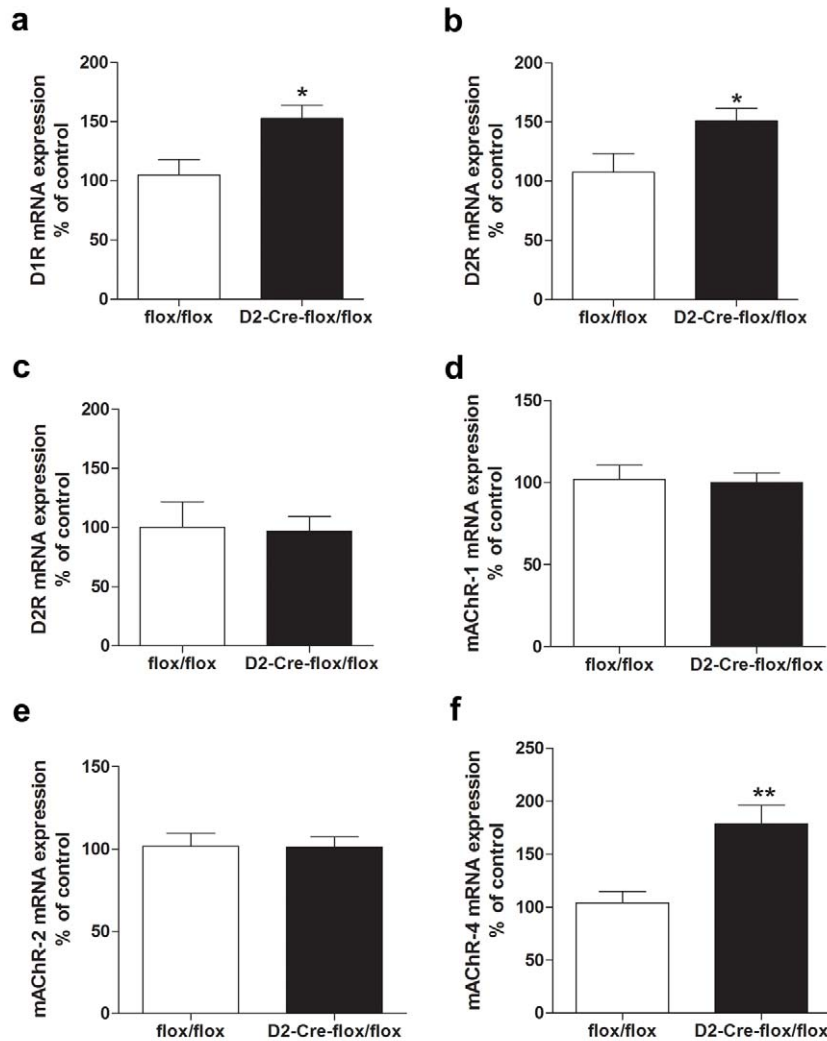 a
D1R mRNA expression
% of control
200
150
100
50
0
*
flox/flox D2-Cre-flox/flox
b
D2R mRNA expression
% of control
200
150
100
50
0
*
flox/flox D2-Cre-flox/flox
c
D2R mRNA expression
% of control
200
150
100
50
0
flox/flox D2-Cre-flox/flox
d
mAChR-1 mRNA expression
% of control
150
100
50
0
flox/flox D2-Cre-flox/flox
e
mAChR-2 mRNA expression
% of control
150
100
50
0
flox/flox D2-Cre-flox/flox
f
mAChR-4 mRNA expression
% of control
250
200
150
100
50
0
**
flox/flox D2-Cre-flox/flox